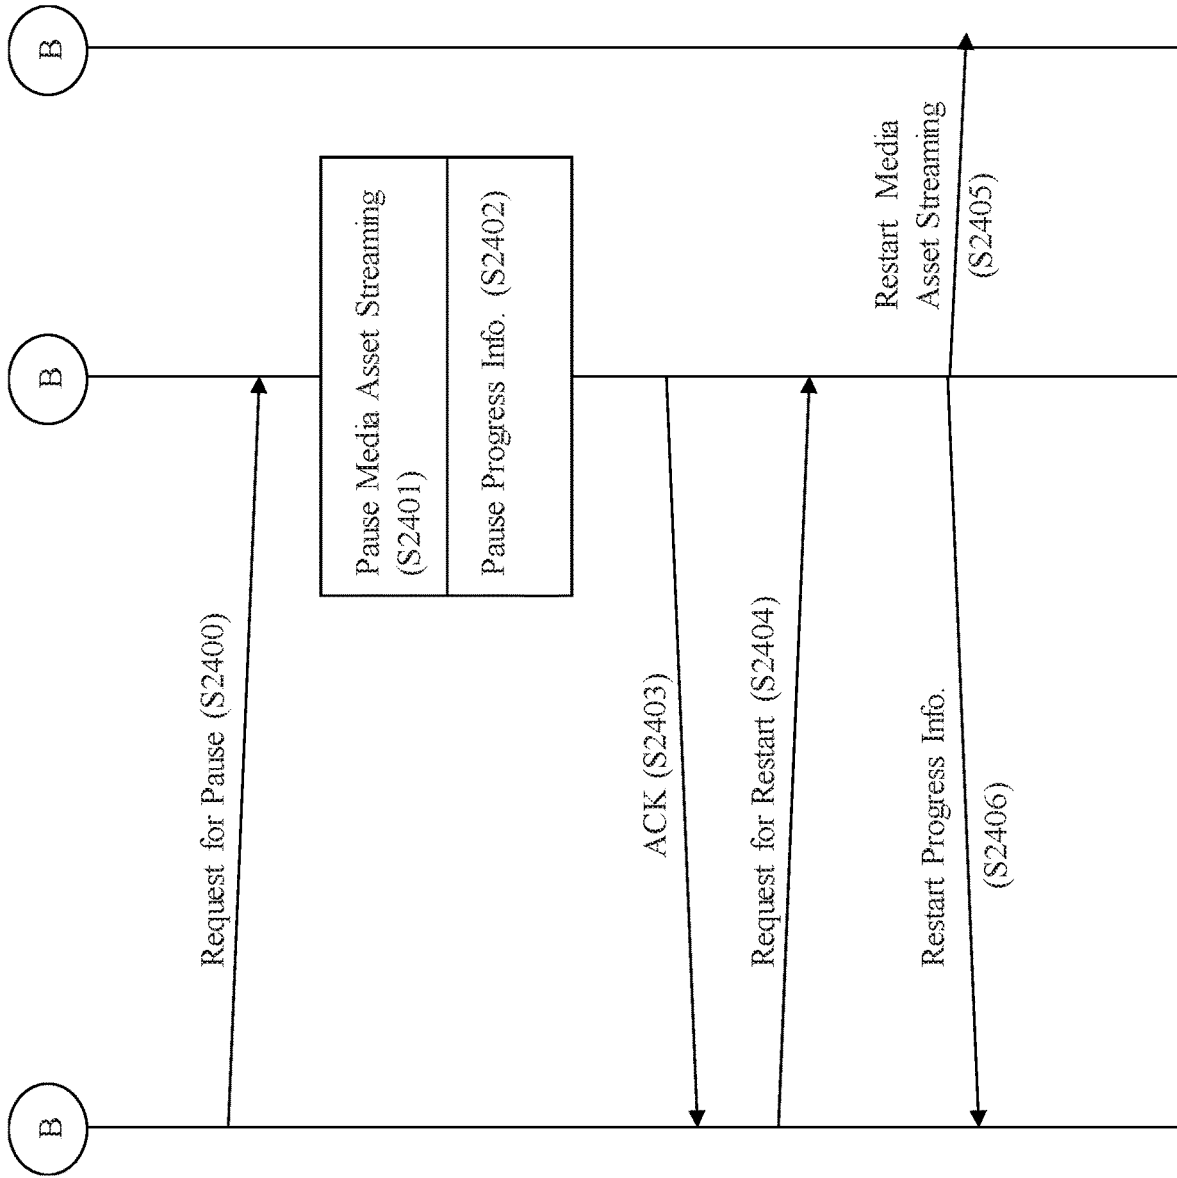 B
B
B
Request for Pause (S2400)
Pause Media Asset Streaming
(S2401)
Pause Progress Info. (S2402)
ACK (S2403)
Request for Restart (S2404)
Restart Media
Asset Streaming
(S2405)
Restart Progress Info.
(S2406)